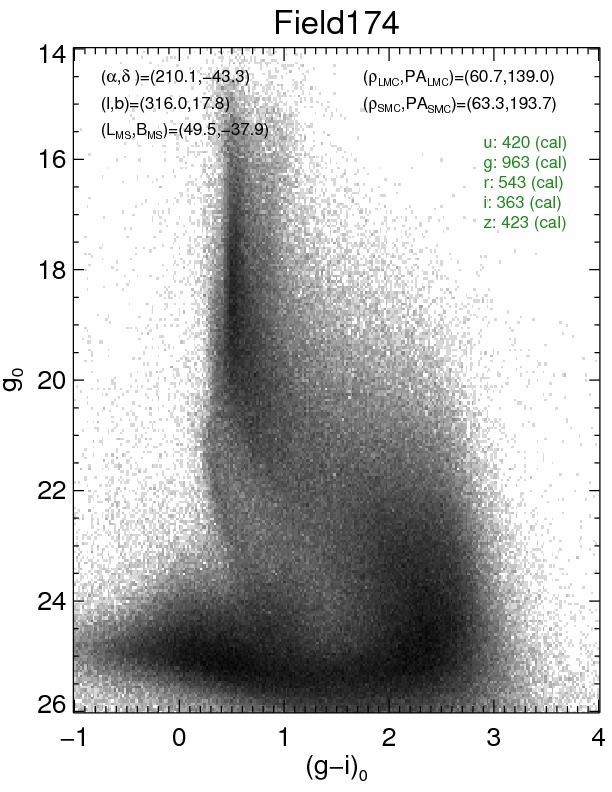 Field174
14
(α,δ )=(210.1,−43.3)
(ρLMC,PALMC)=(60.7,139.0)
(l,b)=(316.0,17.8)
(ρSMC,PASMC)=(63.3,193.7)
(LMS,BMS)=(49.5,−37.9)
u: 420 (cal)
16
g: 963 (cal)
r: 543 (cal)
i: 363 (cal)
z: 423 (cal)
18
20
g0
22
24
26
−1 0 1 2 3 4
(g−i)0